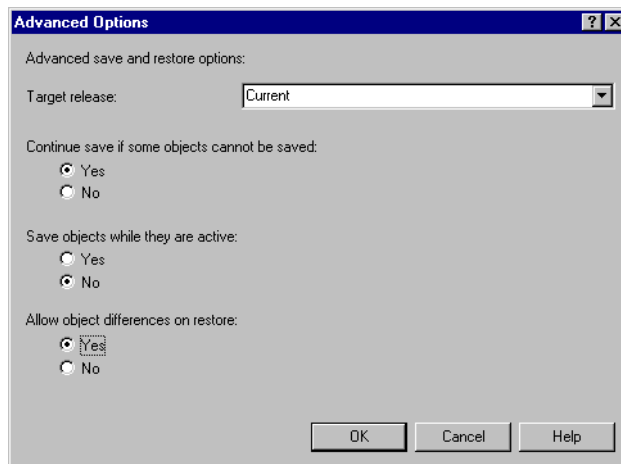 Advanced Options
Advanced save and restore options:
Target release: Current
Continue save if some objects cannot be saved:
Yes
No
Save objects while they are active:
Yes
No
Allow object differences on restore:
Yes
No
OK Cancel Help